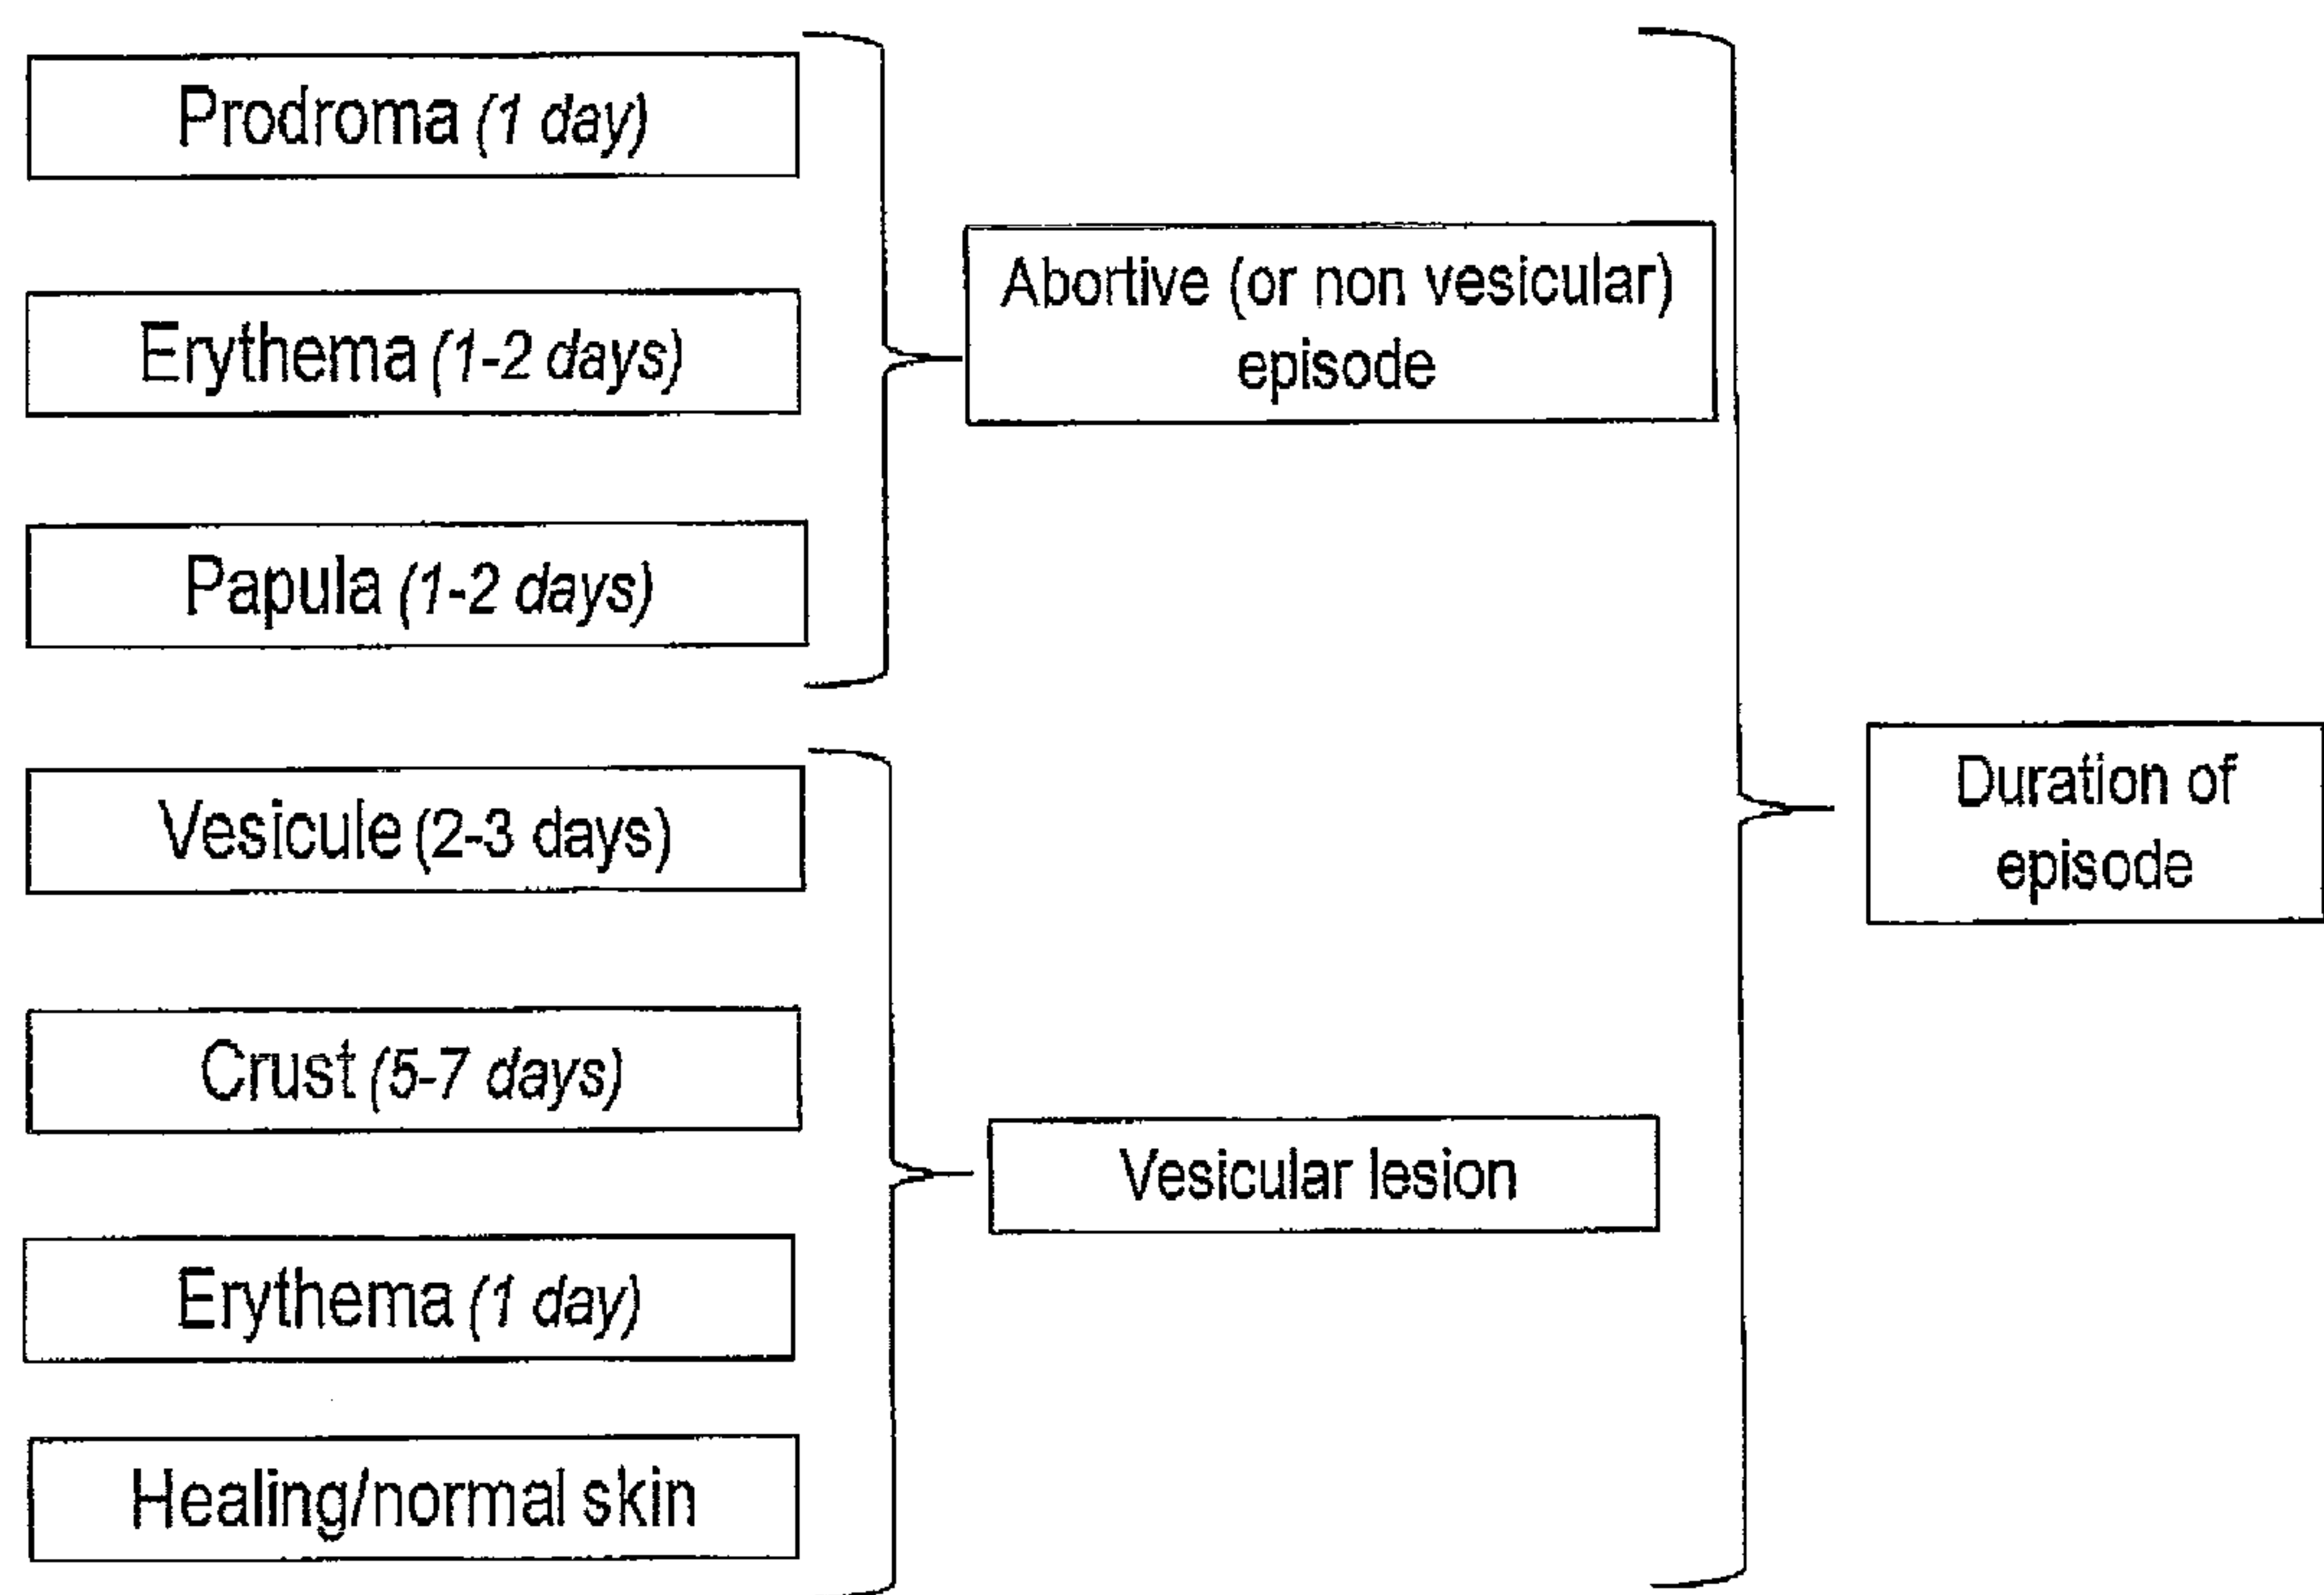 Prodroma (1 day)
Erythema (1-2 days)
Papula (1-2 days)
Abortive (or non vesicular)
episode
Vesicule (2-3 days)
Crust (5-7 days)
Erythema (1 day)
Healing/normal skin
Vesicular lesion
Duration of
episode